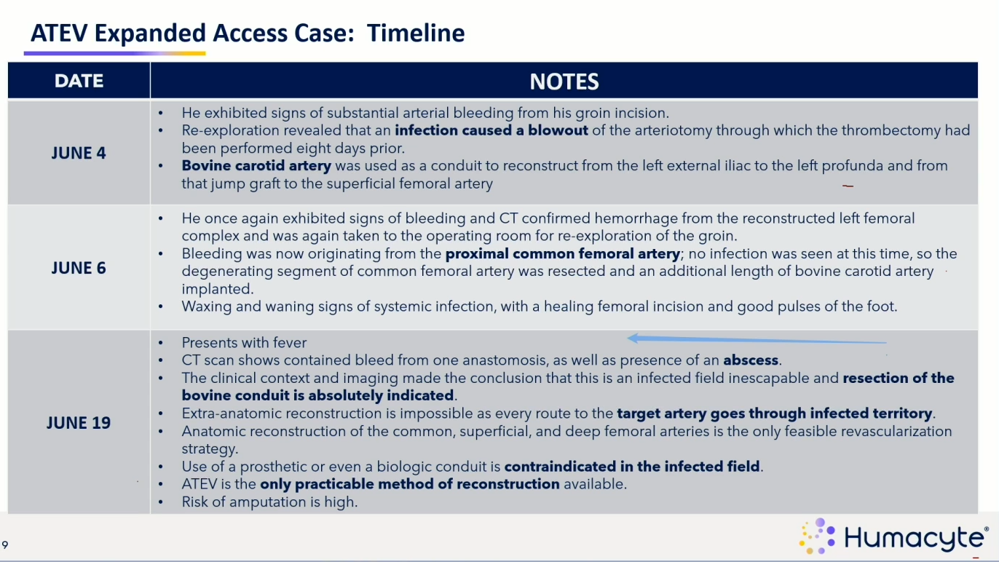 ATEV Expanded Access Case: Timeline
DATE
NOTES
JUNE 4
• He exhibited signs of substantial arterial bleeding from his groin incision.
• Re-exploration revealed that an infection caused a blowout of the arteriotomy through which the thrombectomy had
been performed eight days prior.
• Bovine carotid artery was used as a conduit to reconstruct from the left external iliac to the left profunda and from
that jump graft to the superficial femoral artery
JUNE 6
• He once again exhibited signs of bleeding and CT confirmed hemorrhage from the reconstructed left femoral
complex and was again taken to the operating room for re-exploration of the groin.
• Bleeding was now originating from the proximal common femoral artery; no infection was seen at this time, so the
degenerating segment of common femoral artery was resected and an additional length of bovine carotid artery
implanted.
• Waxing and waning signs of systemic infection, with a healing femoral incision and good pulses of the foot.
JUNE 19
• Presents with fever
• CT scan shows contained bleed from one anastomosis, as well as presence of an abscess.
• The clinical context and imaging made the conclusion that this is an infected field inescapable and resection of the
bovine conduit is absolutely indicated.
• Extra-anatomic reconstruction is impossible as every route to the target artery goes through infected territory.
• Anatomic reconstruction of the common, superficial, and deep femoral arteries is the only feasible revascularization
strategy.
• Use of a prosthetic or even a biologic conduit is contraindicated in the infected field.
• ATEV is the only practicable method of reconstruction available.
• Risk of amputation is high.
9
Humacyte®